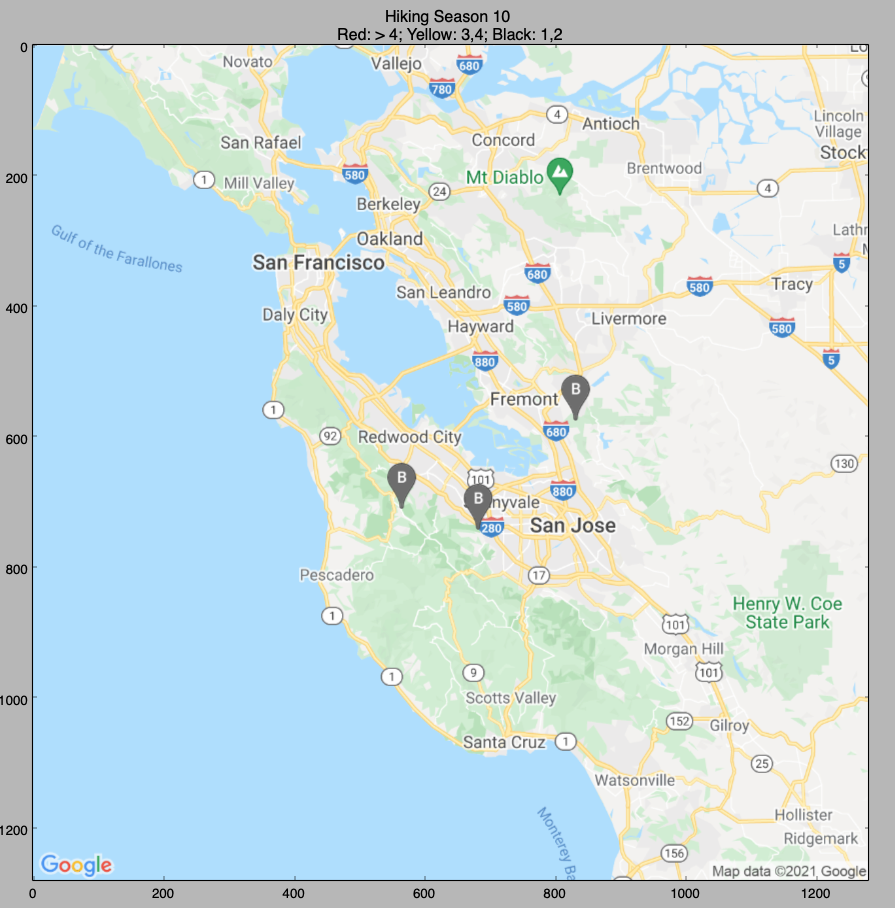 Hiking Season 10
Red: > 4; Yellow: 3,4; Black: 1,2
0
Novato
Vallejo
680
780
Lo
4
Antioch
Lincoln
Village
San Rafael
Concord
Stock
580
Mt Diablo
Brentwood
200
1
Mill Valley
24
4
Berkeley
Gulf of the Farallones
Oakland
Lathr
San Francisco
M
5
680
580
Tracy
San Leandro
580
400
Daly City
Hayward
Livermore
580
880
5
B
Fremont
1
680
600
92
Redwood City
130
B
101
880
B
nyvale
280
San Jose
800
Pescadero
17
Henry W. Coe
State Park
1
101
Morgan Hill
1
9
101
1000
Scotts Valley
152
Gilroy
Santa Cruz
1
25
Watsonville
Monterey Ba
Hollister
1200
Ridgemark
156
Google
Map data ©2021 Google
0
200
400
600
800
1000
1200